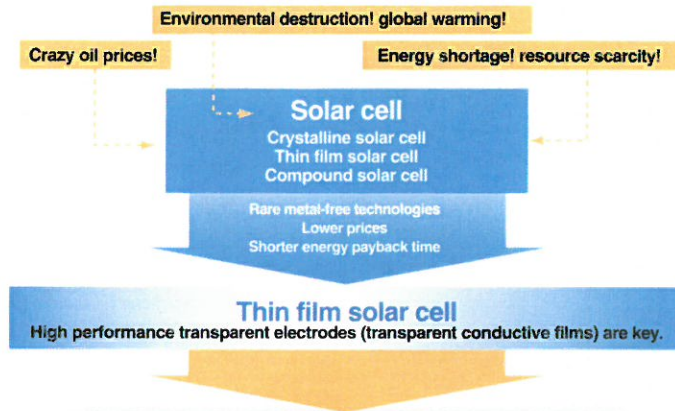 Environmental destruction! global warming!
Crazy oil prices!
Energy shortage! resource scarcity!
Solar cell
Crystalline solar cell
Thin film solar cell
Compound solar cell
Rare metal-free technologies
Lower prices
Shorter energy payback time
Thin film solar cell
High performance transparent electrodes (transparent conductive films) are key.